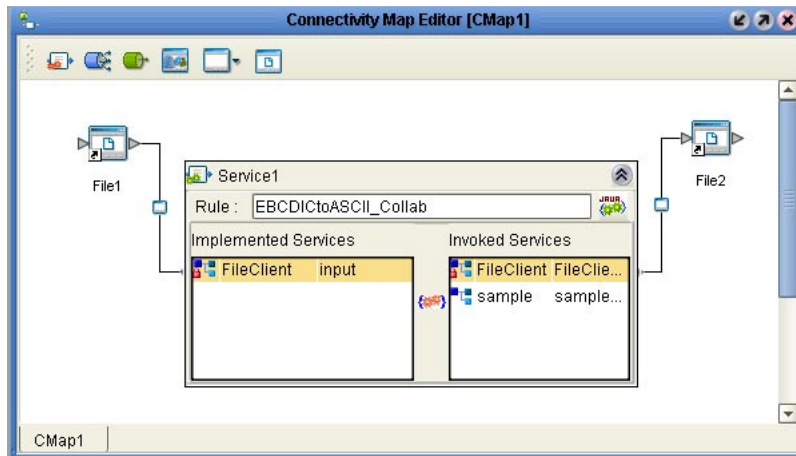 Connectivity Map Editor [CMap1]
File1
File2
Service1
Rule : EBCDICtoASCII_Collab
JAVA
Implemented Services
Invoked Services
FileClient input
FileClient FileClie...
sample sample...
CMap1